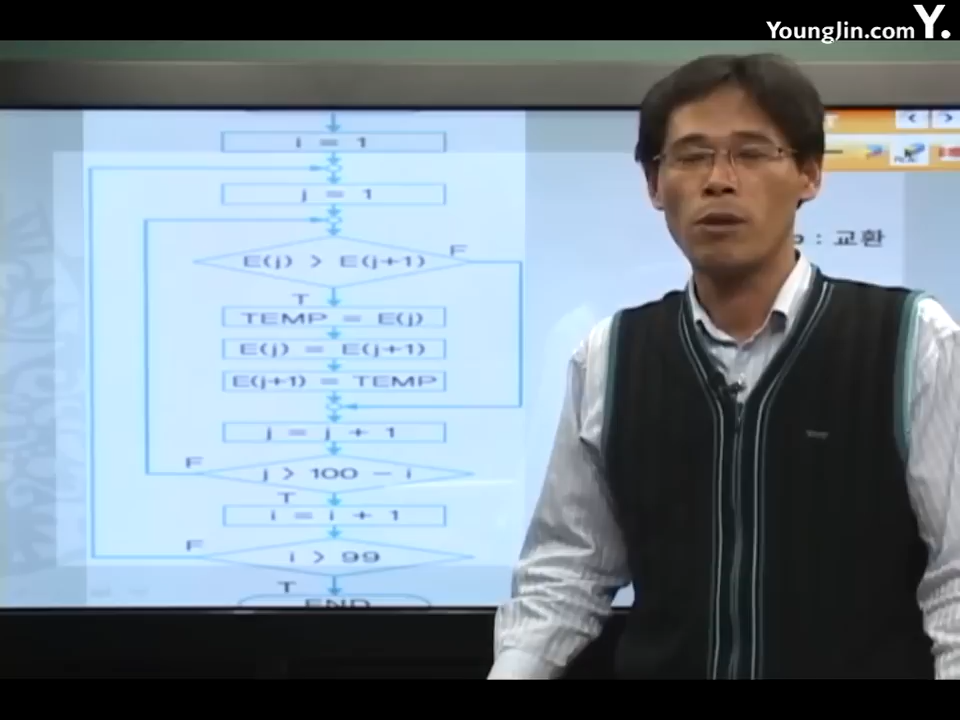 YoungJin.com Y.
i = 1
j = 1
E(j) > E(j+1)
F
T
TEMP = E(j)
E(j) = E(j+1)
E(j+1) = TEMP
j = j + 1
F
j > 100 - i
T
i = i + 1
F
i > 99
T
END
: 교환